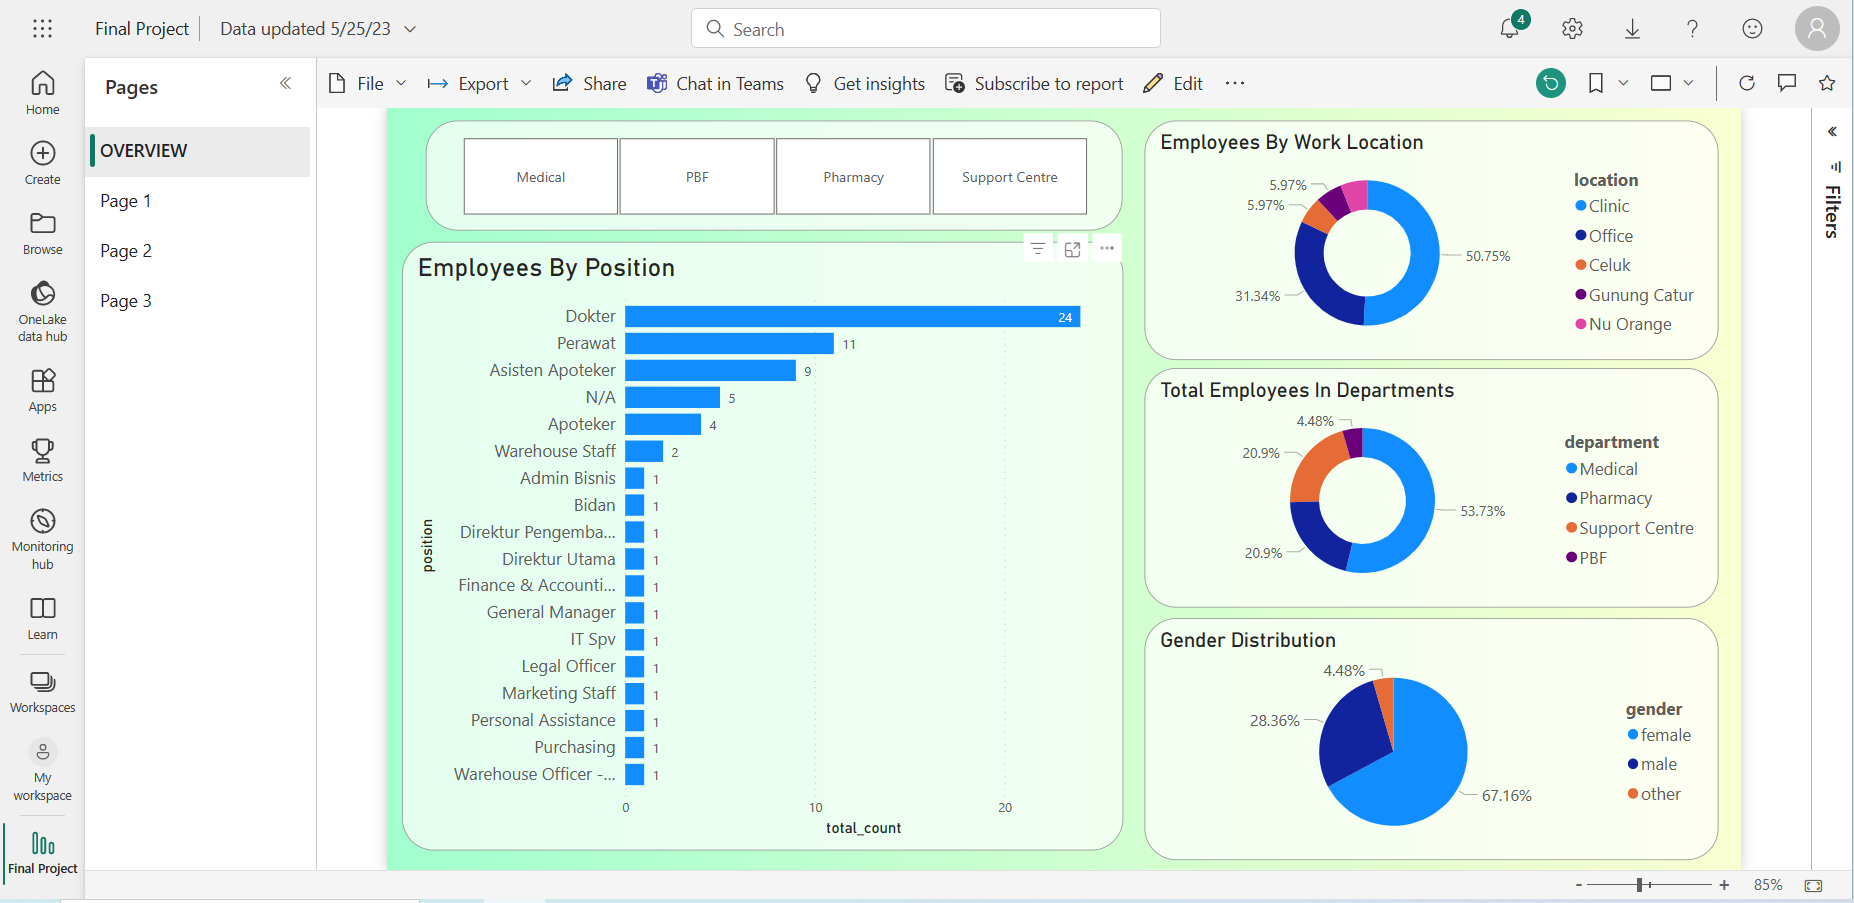 Final Project
Data updated 5/25/23
Search
4
Home
Create
Browse
OneLake
data hub
Apps
Metrics
Monitoring
hub
Learn
Workspaces
My
workspace
Final Project
Pages
OVERVIEW
Page 1
Page 2
Page 3
File
Export
Share
Chat in Teams
Get insights
Subscribe to report
Edit
Medical
PBF
Pharmacy
Support Centre
Employees By Position
position
Dokter 24
Perawat 11
Asisten Apoteker 9
N/A 5
Apoteker 4
Warehouse Staff 2
Admin Bisnis 1
Bidan 1
Direktur Pengemba... 1
Direktur Utama 1
Finance & Accounti... 1
General Manager 1
IT Spv 1
Legal Officer 1
Marketing Staff 1
Personal Assistance 1
Purchasing 1
Warehouse Officer -... 1
0 10 20
total_count
Employees By Work Location
5.97%
5.97%
31.34%
50.75%
location
Clinic
Office
Celuk
Gunung Catur
Nu Orange
Total Employees In Departments
4.48%
20.9%
20.9%
53.73%
department
Medical
Pharmacy
Support Centre
PBF
Gender Distribution
4.48%
28.36%
67.16%
gender
female
male
other
Filters
- + 85%